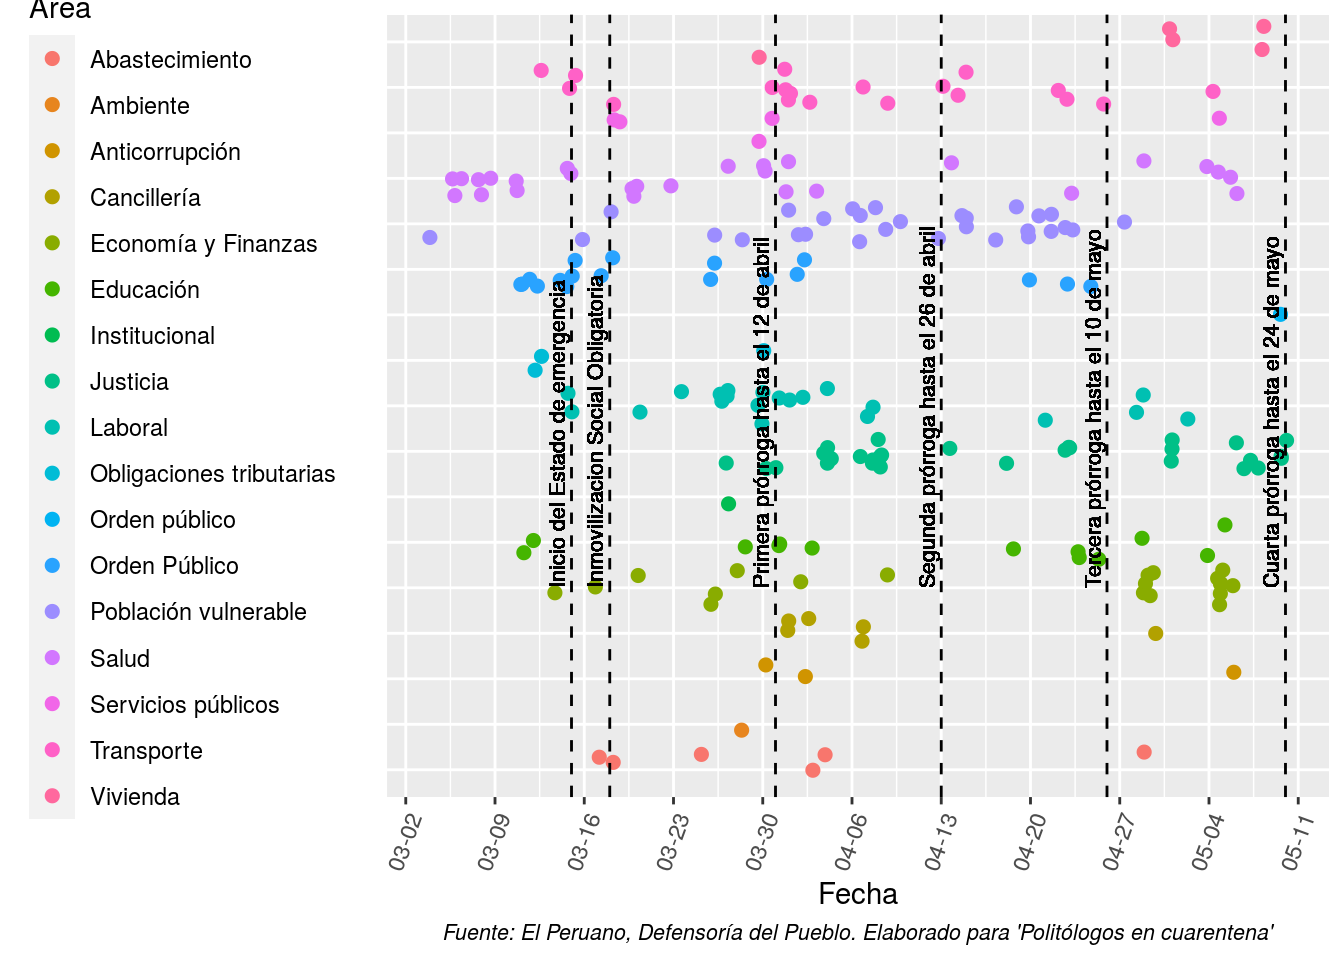 Área
Abastecimiento
Ambiente
Anticorrupción
Cancillería
Economía y Finanzas
Educación
Institucional
Justicia
Laboral
Obligaciones tributarias
Orden público
Orden Público
Población vulnerable
Salud
Servicios públicos
Transporte
Vivienda
Inicio del Estado de emergencia
Inmovilizacion Social Obligatoria
Primera prórroga hasta el 12 de abril
Segunda prórroga hasta el 26 de abril
Tercera prórroga hasta el 10 de mayo
Cuarta prórroga hasta el 24 de mayo
03-02
03-09
03-16
03-23
03-30
04-06
04-13
04-20
04-27
05-04
05-11
Fecha
Fuente: El Peruano, Defensoría del Pueblo. Elaborado para 'Politólogos en cuarentena'